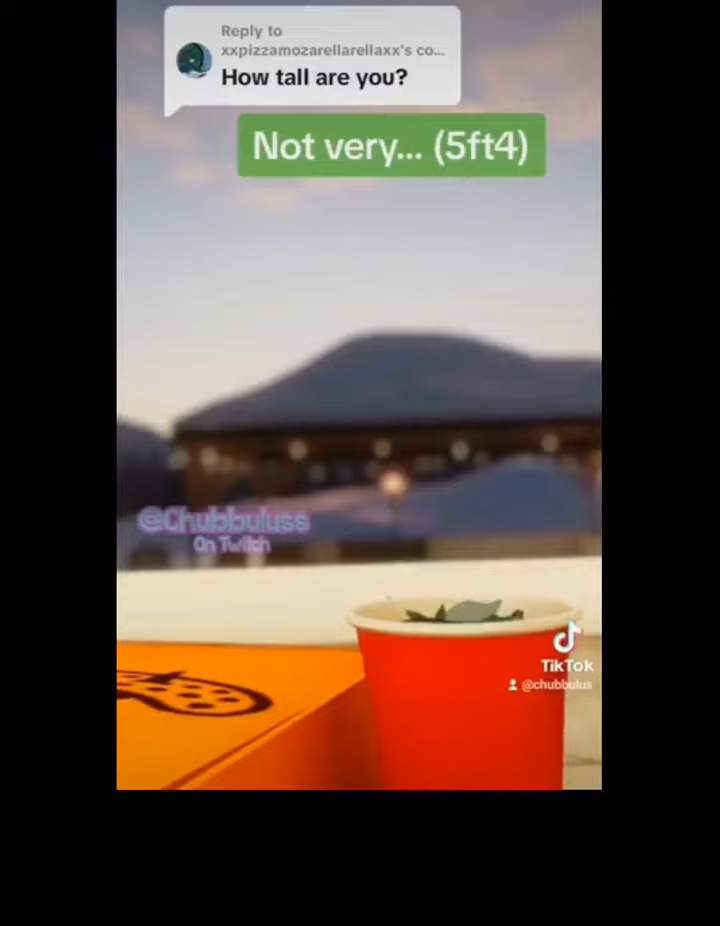 Reply to
xxpizzamozarellarellaxx's co...
How tall are you?
Not very... (5ft4)
@Chubbuluss
On Twitch
TikTok
@chubbulus